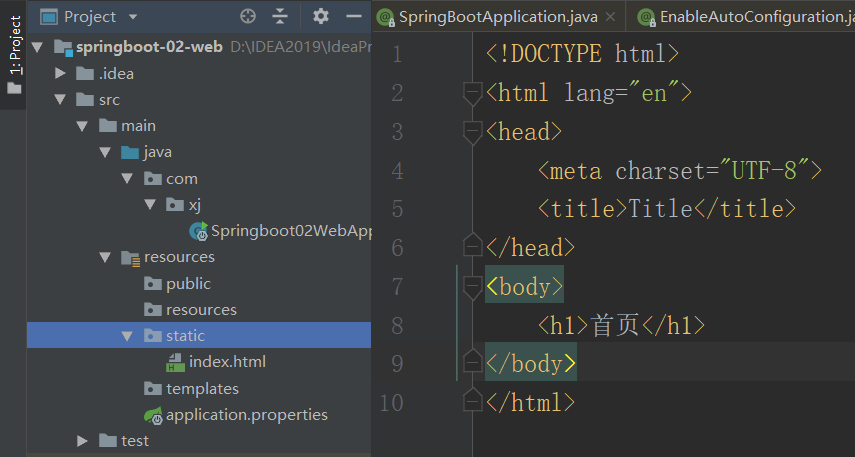 1: Project
Project
springboot-02-web D:\IDEA2019\IdeaPr
.idea
src
main
java
com
xj
Springboot02WebApp
resources
public
resources
static
index.html
templates
application.properties
test
SpringBootApplication.java
EnableAutoConfiguration.ja
1 <!DOCTYPE html>
2 <html lang="en">
3 <head>
4 <meta charset="UTF-8">
5 <title>Title</title>
6 </head>
7 <body>
8 <h1>首页</h1>
9 </body>
10 </html>